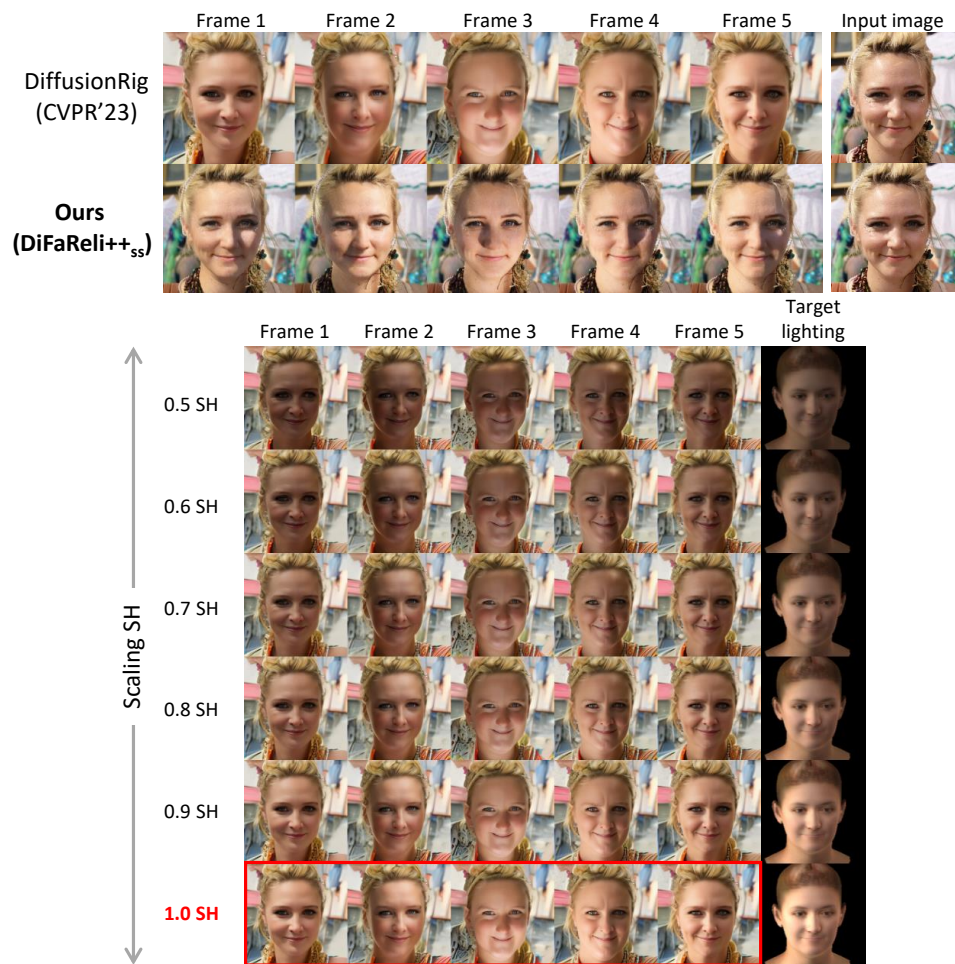 Frame 1 Frame 2 Frame 3 Frame 4 Frame 5 Input image
DiffusionRig
(CVPR’23)
Ours
(DiFaReli++ss)
Frame 1 Frame 2 Frame 3 Frame 4 Frame 5 Target
lighting
Scaling SH
0.5 SH
0.6 SH
0.7 SH
0.8 SH
0.9 SH
1.0 SH